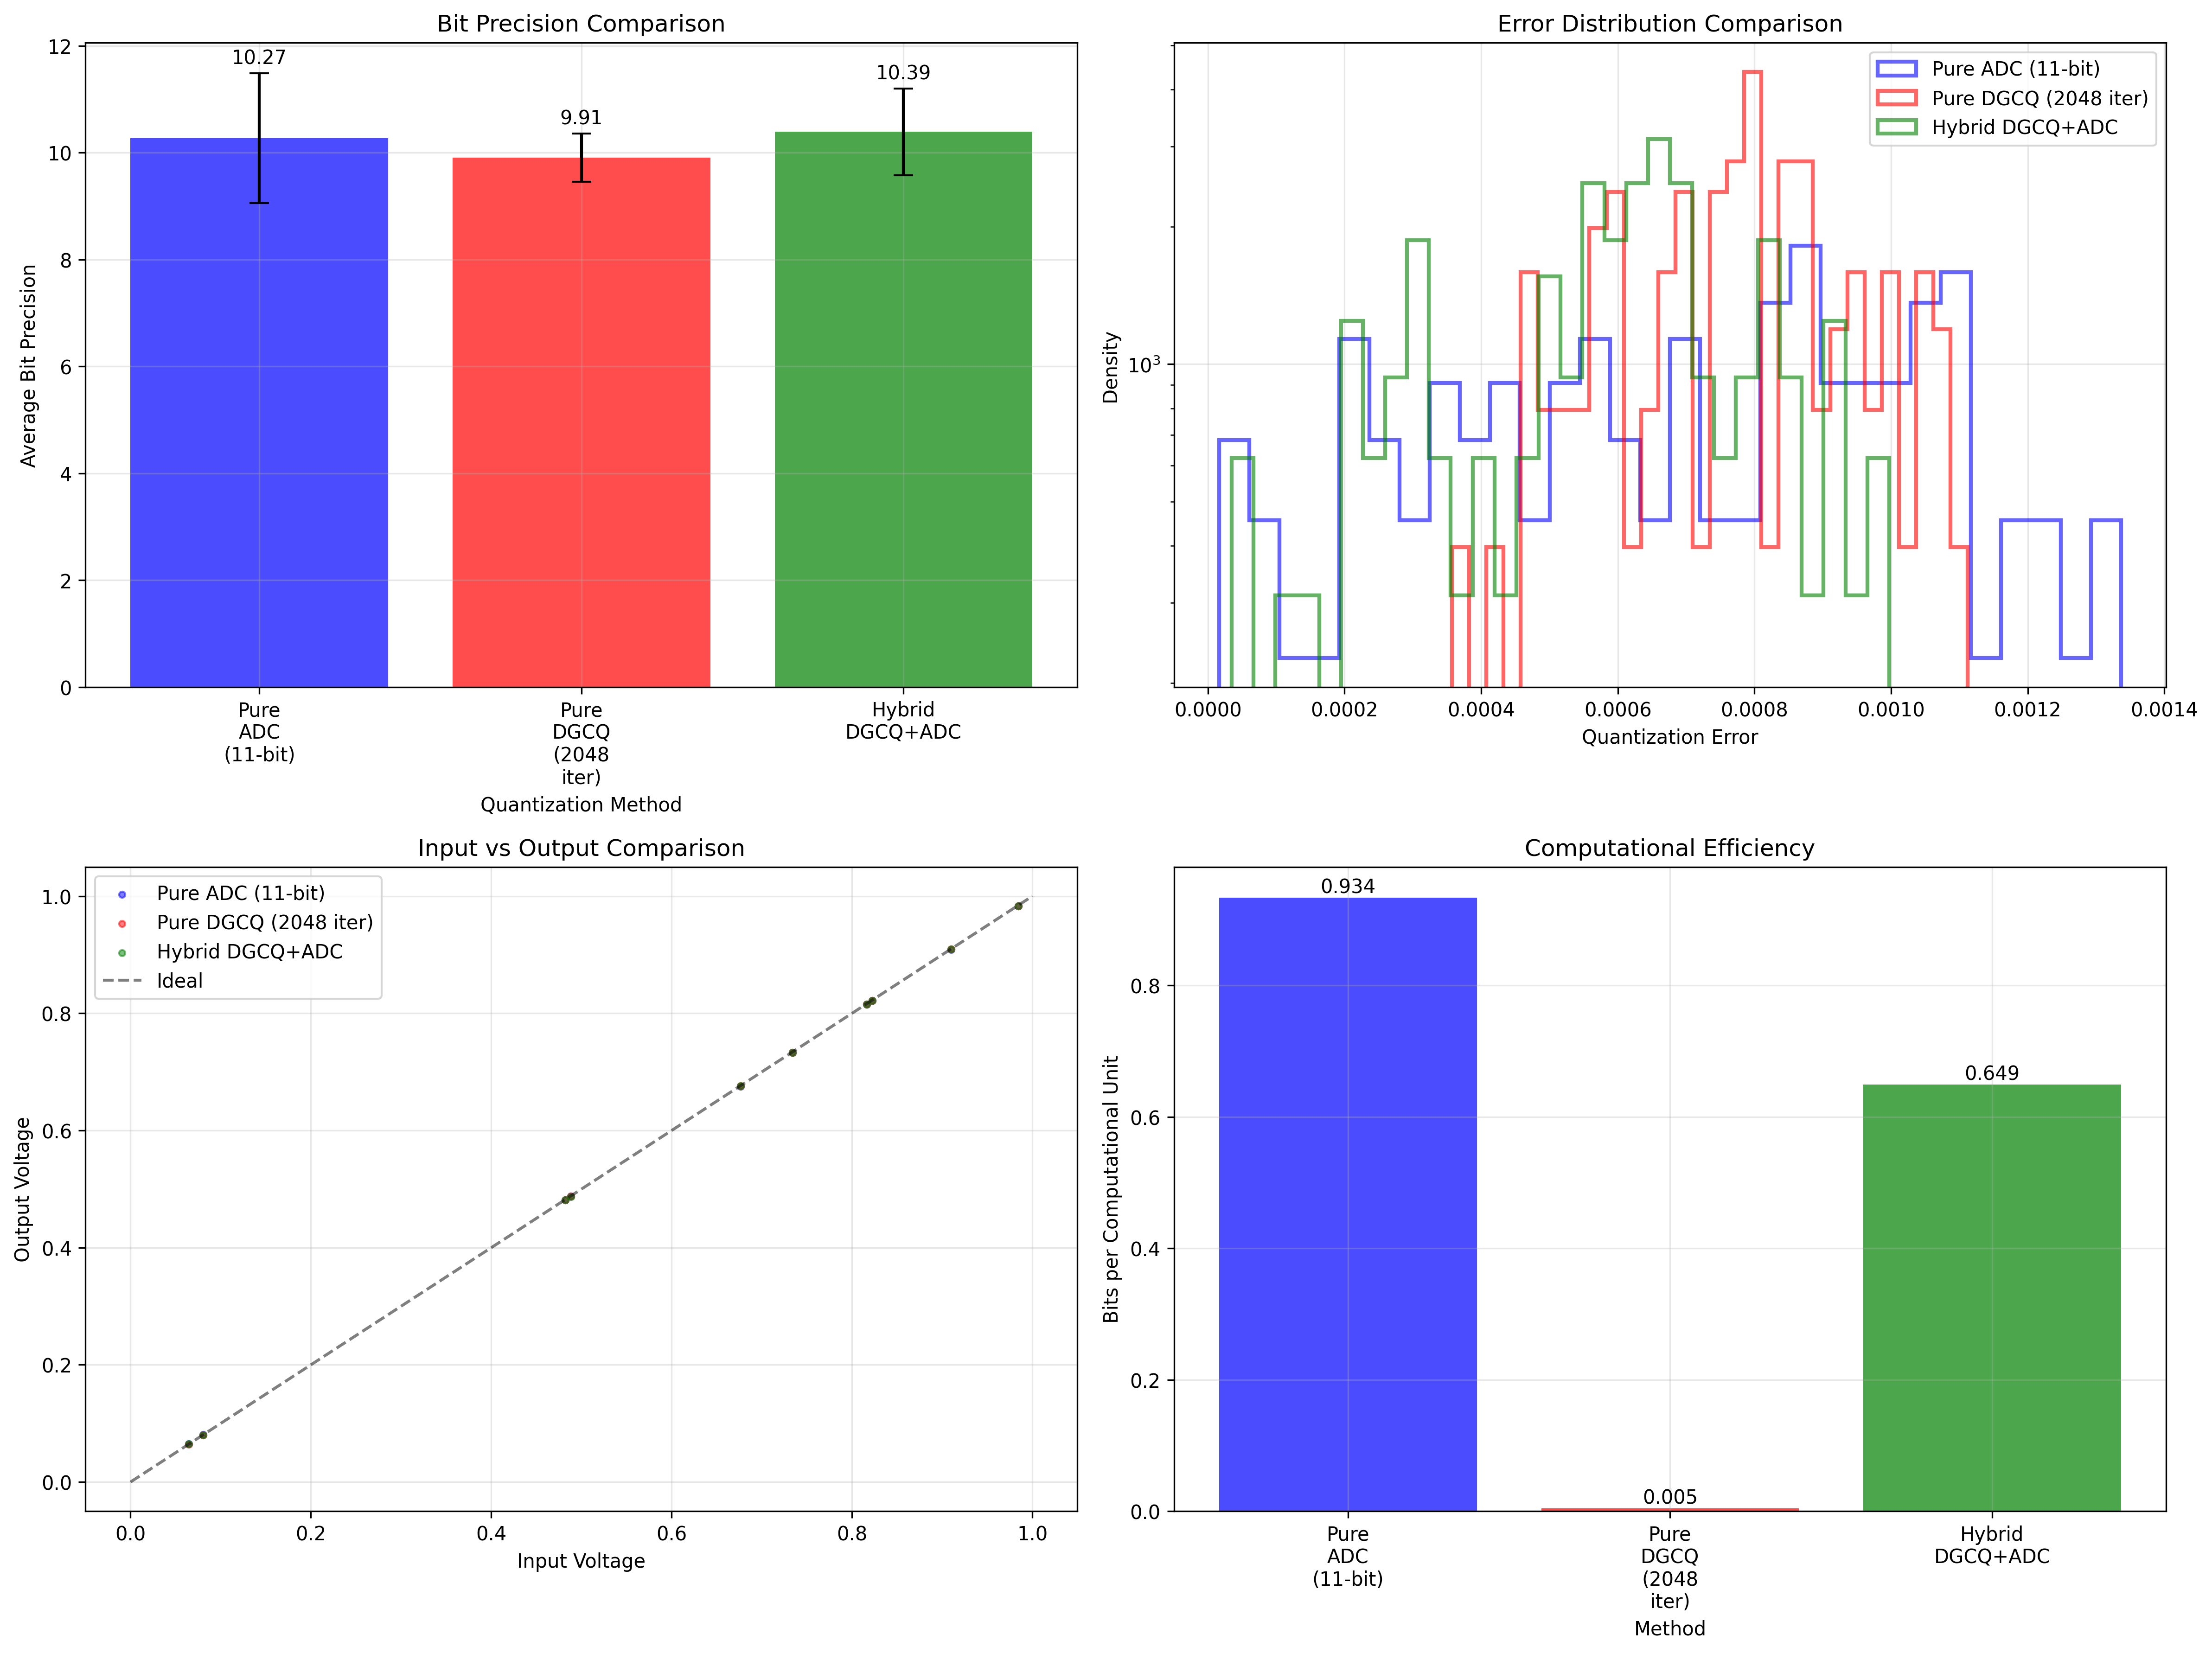 Bit Precision Comparison
12
10
8
6
4
2
0
Average Bit Precision
10.27
9.91
10.39
Pure
ADC
(11-bit)
Pure
DGCQ
(2048
iter)
Hybrid
DGCQ+ADC
Quantization Method
Error Distribution Comparison
Density
10³
Pure ADC (11-bit)
Pure DGCQ (2048 iter)
Hybrid DGCQ+ADC
0.0000 0.0002 0.0004 0.0006 0.0008 0.0010 0.0012 0.0014
Quantization Error
Input vs Output Comparison
1.0
0.8
0.6
0.4
0.2
0.0
Output Voltage
Pure ADC (11-bit)
Pure DGCQ (2048 iter)
Hybrid DGCQ+ADC
Ideal
0.0 0.2 0.4 0.6 0.8 1.0
Input Voltage
Computational Efficiency
0.8
0.6
0.4
0.2
0.0
Bits per Computational Unit
0.934
0.005
0.649
Pure
ADC
(11-bit)
Pure
DGCQ
(2048
iter)
Hybrid
DGCQ+ADC
Method